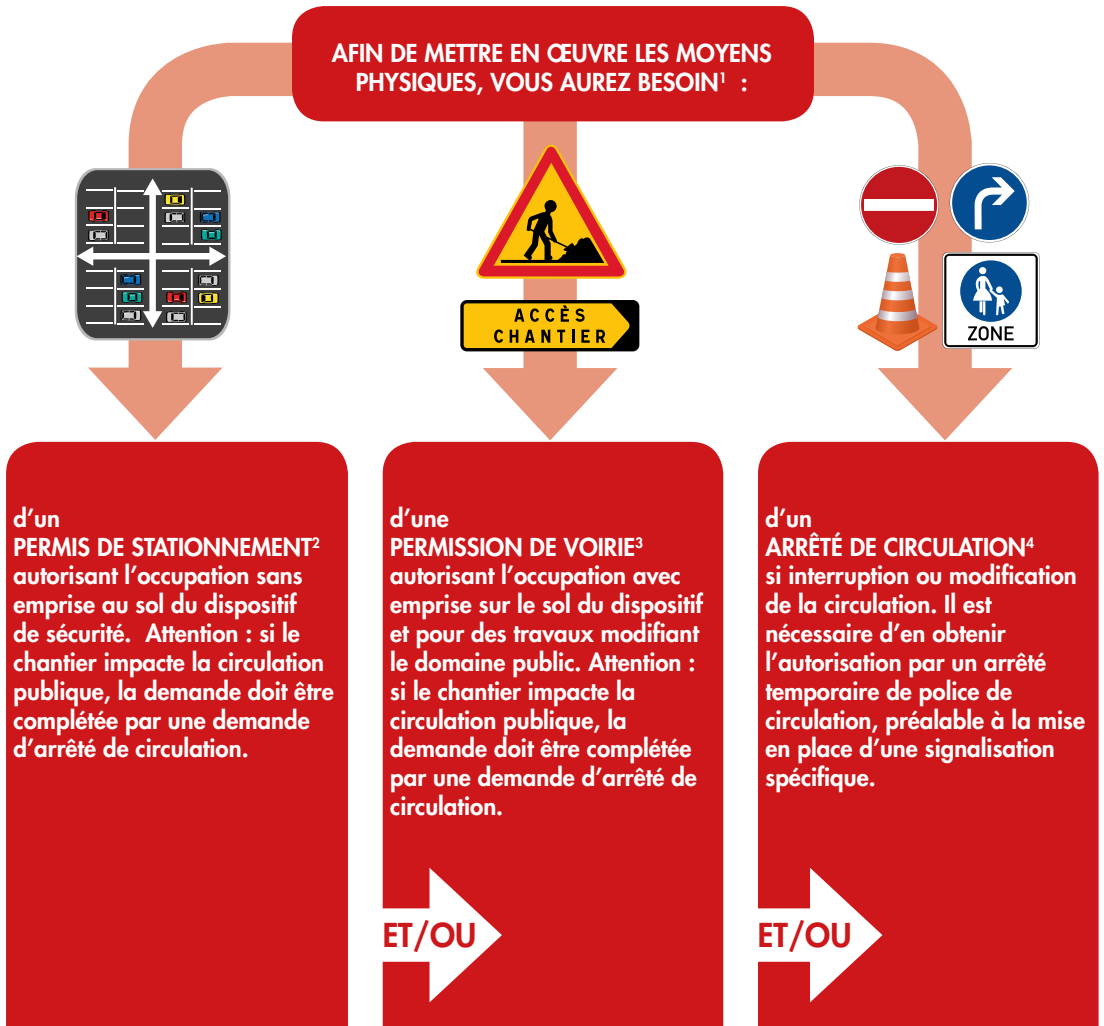 AFIN DE METTRE EN ŒUVRE LES MOYENS
PHYSIQUES, VOUS AUREZ BESOIN¹ :
ACCÈS
CHANTIER
ZONE
d’un
PERMIS DE STATIONNEMENT²
autorisant l’occupation sans
emprise au sol du dispositif
de sécurité. Attention : si le
chantier impacte la circulation
publique, la demande doit être
complétée par une demande
d’arrêté de circulation.
d’une
PERMISSION DE VOIRIE³
autorisant l’occupation avec
emprise sur le sol du dispositif
et pour des travaux modifiant
le domaine public. Attention :
si le chantier impacte la
circulation publique, la
demande doit être complétée
par une demande d’arrêté de
circulation.
ET/OU
d’un
ARRÊTÉ DE CIRCULATION⁴
si interruption ou modification
de la circulation. Il est
nécessaire d’en obtenir
l’autorisation par un arrêté
temporaire de police de
circulation, préalable à la mise
en place d’une signalisation
spécifique.
ET/OU